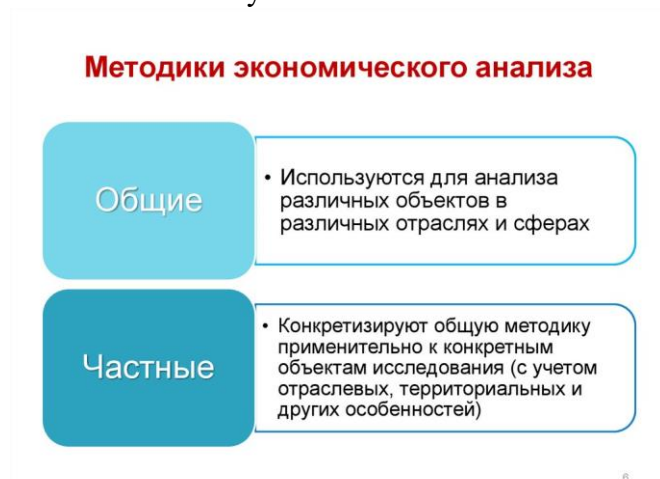 Методики экономического анализа
Общие
• Используются для анализа
различных объектов в
различных отраслях и сферах
Частные
• Конкретизируют общую методику
применительно к конкретным
объектам исследования (с учетом
отраслевых, территориальных и
других особенностей)
6